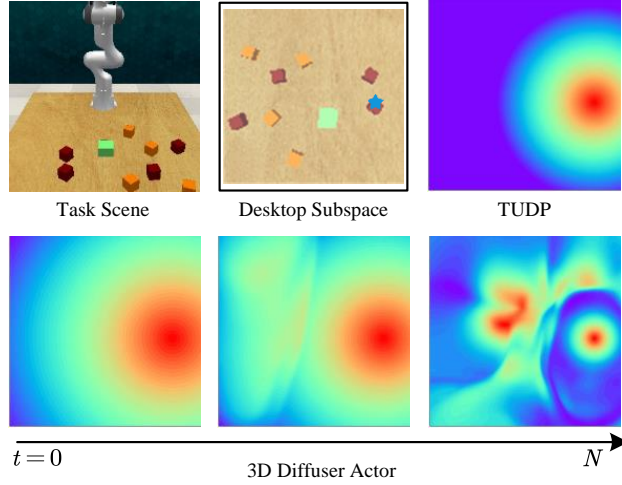 Task Scene
Desktop Subspace
TUDP
t=0
N
3D Diffuser Actor